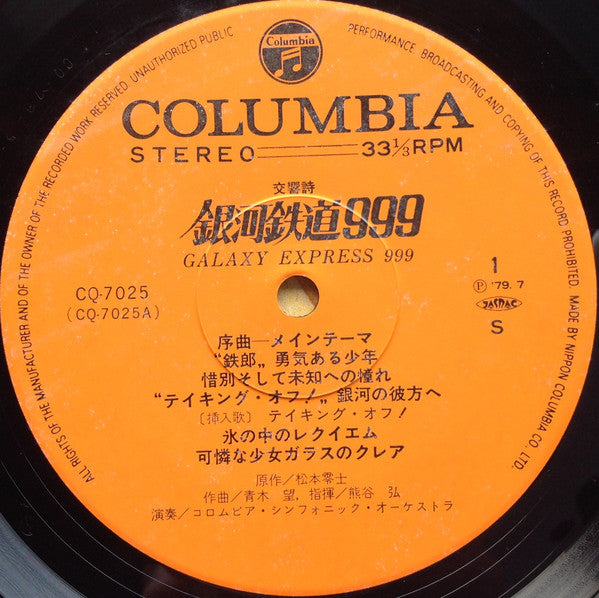 ALL RIGHTS OF THE MANUFACTURER AND OF THE OWNER OF THE RECORDED WORK RESERVED. UNAUTHORIZED PUBLIC PERFORMANCE, BROADCASTING AND COPYING OF THIS RECORD PROHIBITED. MADE BY NIPPON COLUMBIA CO., LTD.
Columbia
COLUMBIA
STEREO 33⅓RPM
交響詩
銀河鉄道999
GALAXY EXPRESS 999
CQ-7025
(CQ-7025A)
1
Ⓟ '79. 7
JASRAC
S
序曲—メインテーマ
“鉄郎„ 勇気ある少年
惜別そして未知への憧れ
“テイキング・オフ!„ 銀河の彼方へ
〔挿入歌〕テイキング・オフ!
氷の中のレクイエム
可憐な少女ガラスのクレア
原作/松本零士
作曲/青木 望, 指揮/熊谷 弘
演奏/コロムビア・シンフォニック・オーケストラ